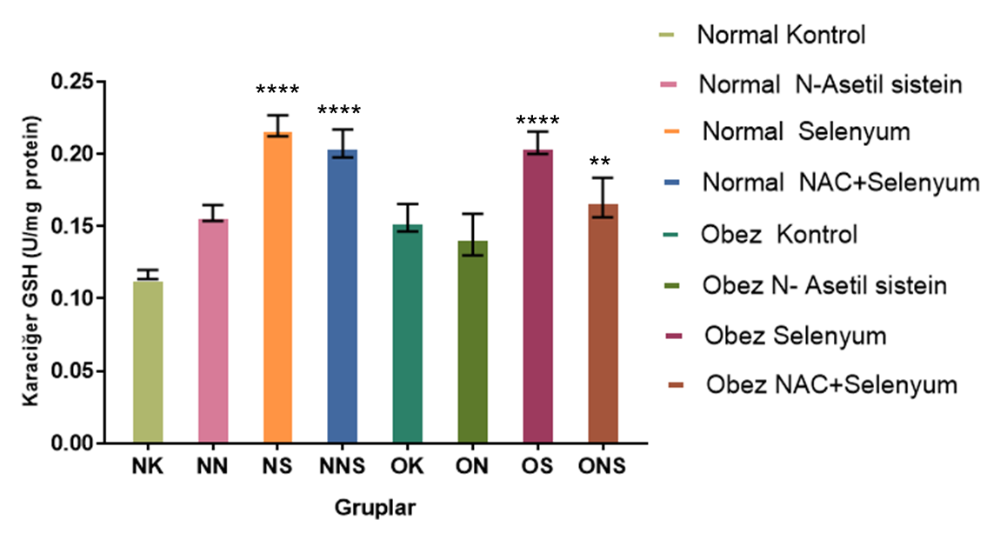 Normal Kontrol
Normal N-Asetil sistein
Normal Selenyum
Normal NAC+Selenyum
Obez Kontrol
Obez N- Asetil sistein
Obez Selenyum
Obez NAC+Selenyum
Karaciğer GSH (U/mg protein)
0.25
0.20
0.15
0.10
0.05
0.00
****
****
****
**
NK NN NS NNS OK ON OS ONS
Gruplar